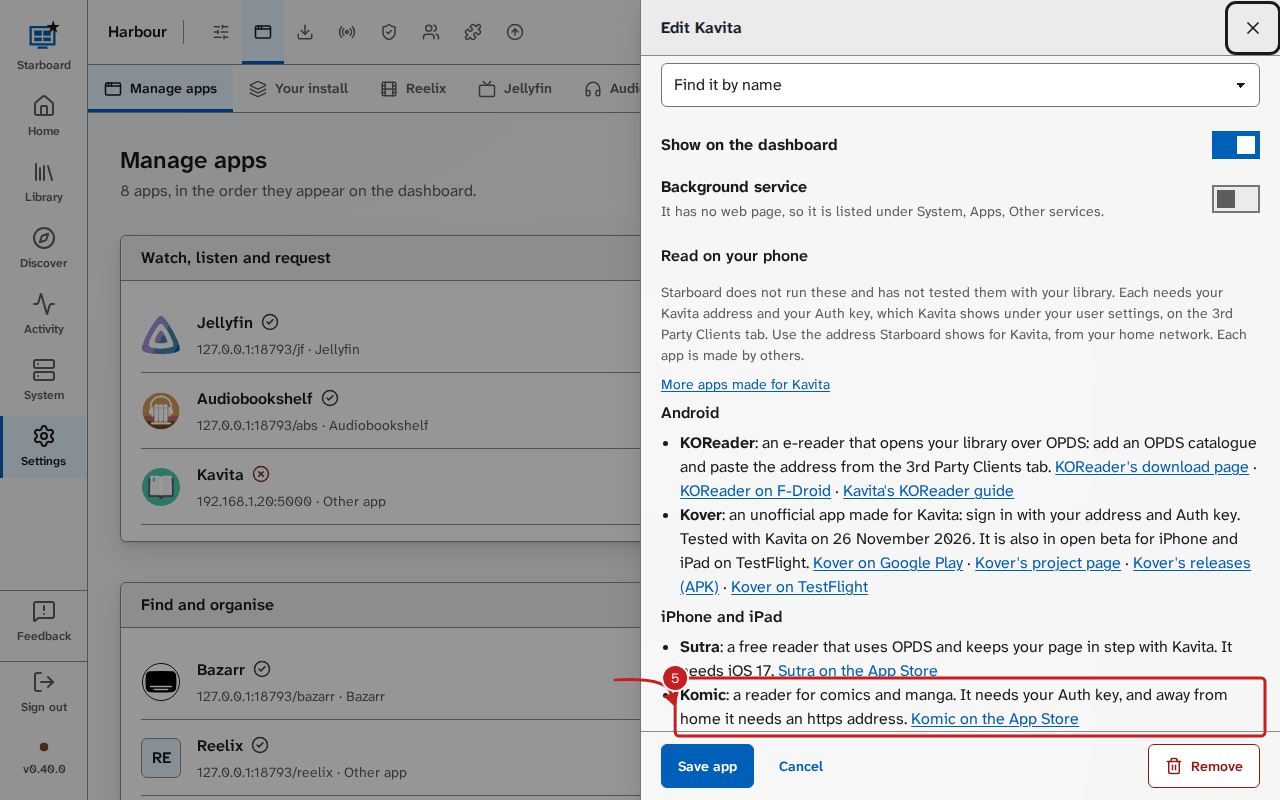 Starboard
Home
Library
Discover
Activity
System
Settings
Feedback
Sign out
v0.40.0
Harbour
Manage apps
Your install
Reelix
Jellyfin
Audi
Manage apps
8 apps, in the order they appear on the dashboard.
Watch, listen and request
Jellyfin
127.0.0.1:18793/jf · Jellyfin
Audiobookshelf
127.0.0.1:18793/abs · Audiobookshelf
Kavita
192.168.1.20:5000 · Other app
Find and organise
Bazarr
127.0.0.1:18793/bazarr · Bazarr
RE
Reelix
127.0.0.1:18793/reelix · Other app
Edit Kavita
Find it by name
Show on the dashboard
Background service
It has no web page, so it is listed under System, Apps, Other services.
Read on your phone
Starboard does not run these and has not tested them with your library. Each needs your
Kavita address and your Auth key, which Kavita shows under your user settings, on the 3rd
Party Clients tab. Use the address Starboard shows for Kavita, from your home network. Each
app is made by others.
More apps made for Kavita
Android
• KOReader: an e-reader that opens your library over OPDS: add an OPDS catalogue
and paste the address from the 3rd Party Clients tab. KOReader's download page ·
KOReader on F-Droid · Kavita's KOReader guide
• Kover: an unofficial app made for Kavita: sign in with your address and Auth key.
Tested with Kavita on 26 November 2026. It is also in open beta for iPhone and
iPad on TestFlight. Kover on Google Play · Kover's project page · Kover's releases
(APK) · Kover on TestFlight
iPhone and iPad
• Sutra: a free reader that uses OPDS and keeps your page in step with Kavita. It
needs iOS 17. Sutra on the App Store
5
Komic: a reader for comics and manga. It needs your Auth key, and away from
home it needs an https address. Komic on the App Store
Save app
Cancel
Remove